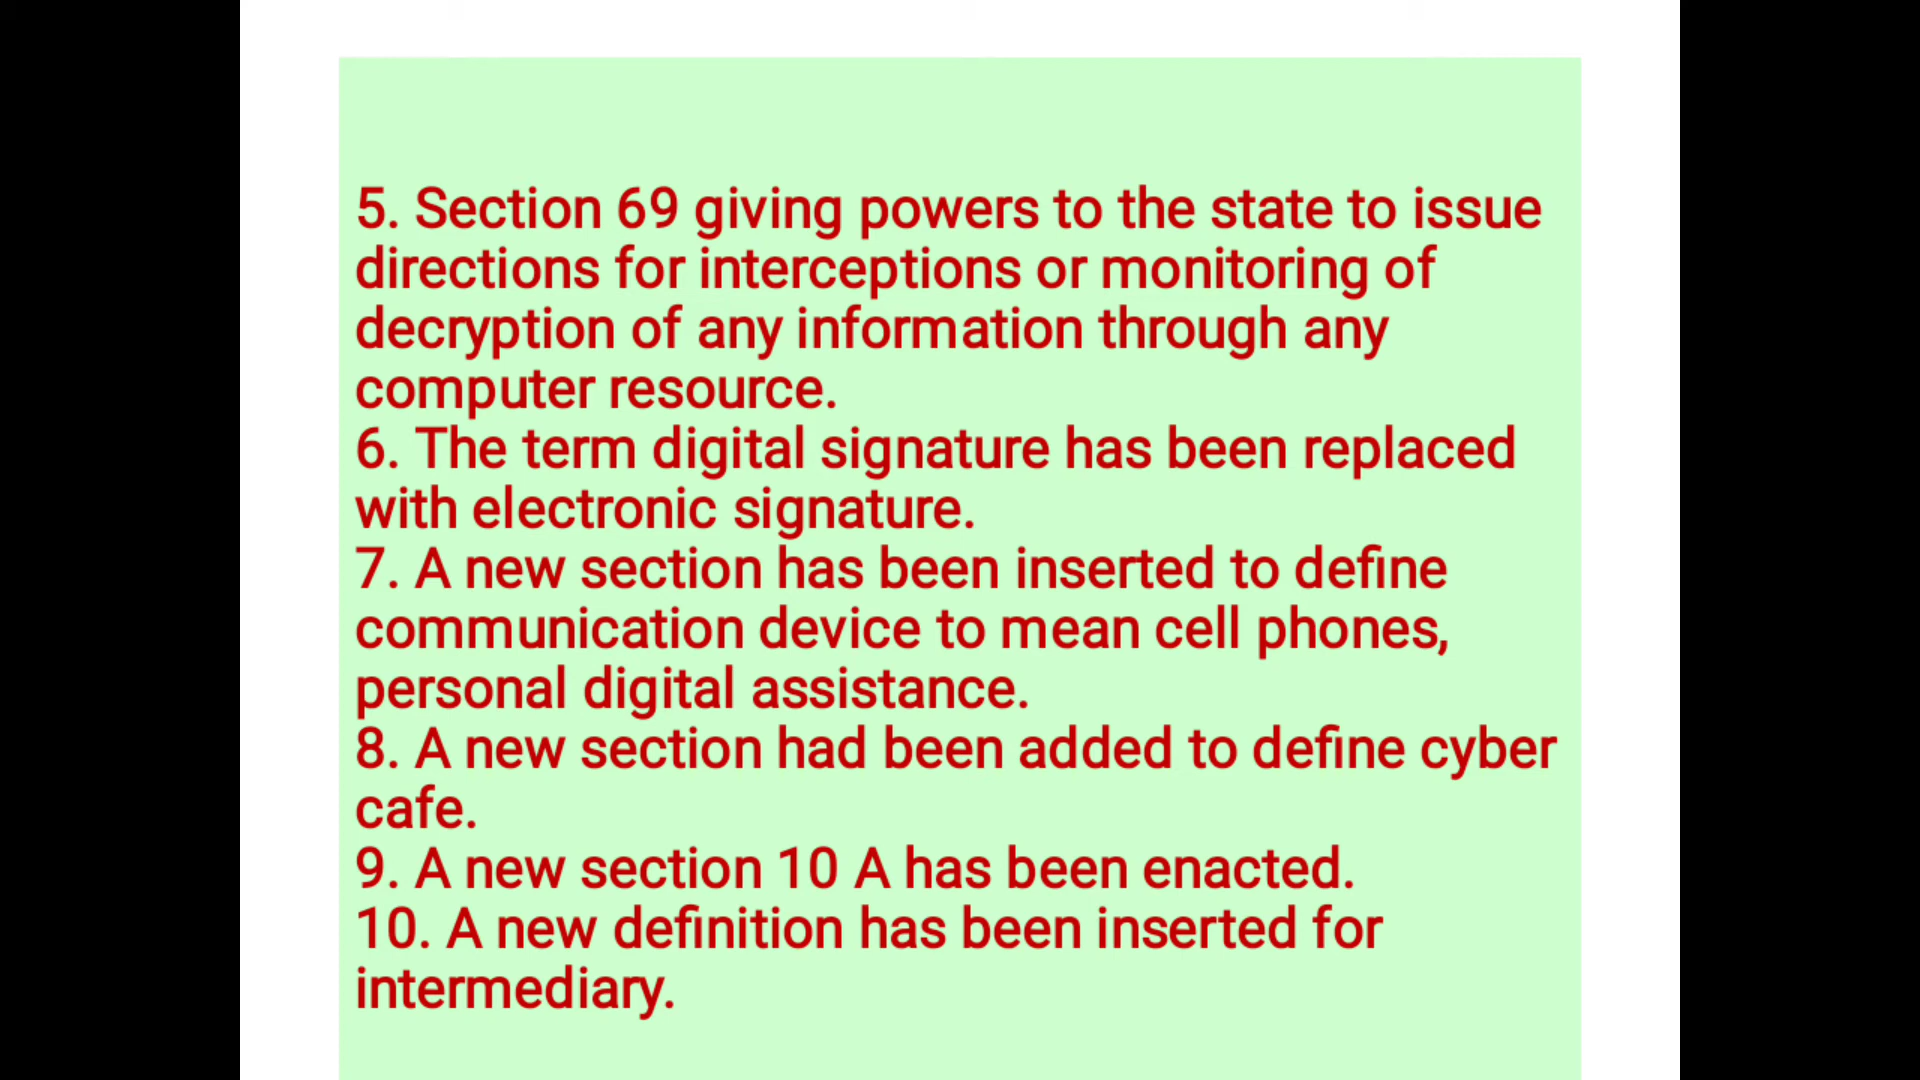 5. Section 69 giving powers to the state to issue
directions for interceptions or monitoring of
decryption of any information through any
computer resource.
6. The term digital signature has been replaced
with electronic signature.
7. A new section has been inserted to define
communication device to mean cell phones,
personal digital assistance.
8. A new section had been added to define cyber
cafe.
9. A new section 10 A has been enacted.
10. A new definition has been inserted for
intermediary.